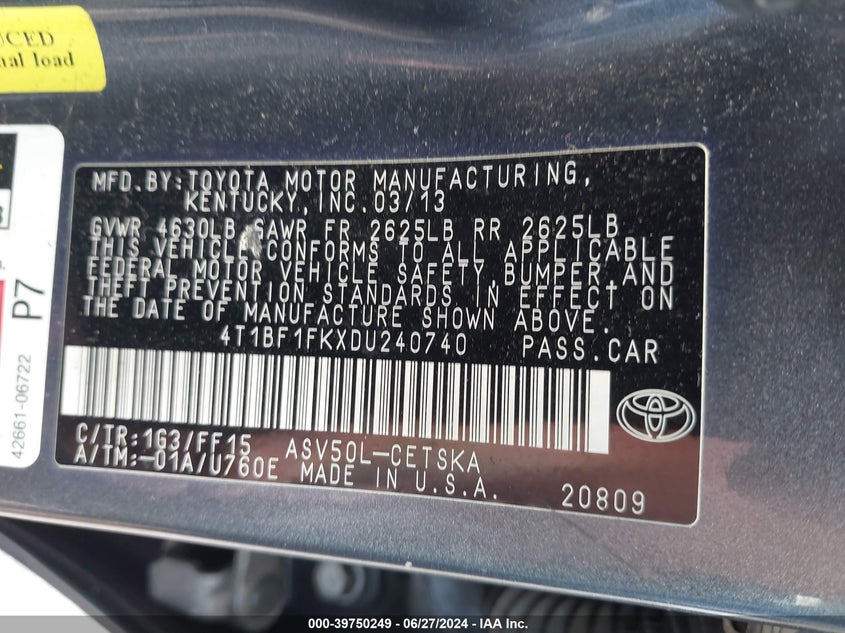 UCED
nal load
P7
42661-06722
MFD.BY:TOYOTA MOTOR MANUFACTURING,
KENTUCKY,INC.03/13
GVWR 4630LB GAWR FR 2625LB RR 2625LB
THIS VEHICLE CONFORMS TO ALL APPLICABLE
FEDERAL MOTOR VEHICLE SAFETY,BUMPER,AND
THEFT PREVENTION STANDARDS IN EFFECT ON
THE DATE OF MANUFACTURE SHOWN ABOVE.
4T1BF1FKXDU240740 PASS.CAR
C/TR:1G3/FF15 ASV50L-CETSKA
A/TM:-01A/U760E MADE IN U.S.A.
20809
000-39750249 - 06/27/2024 - IAA Inc.